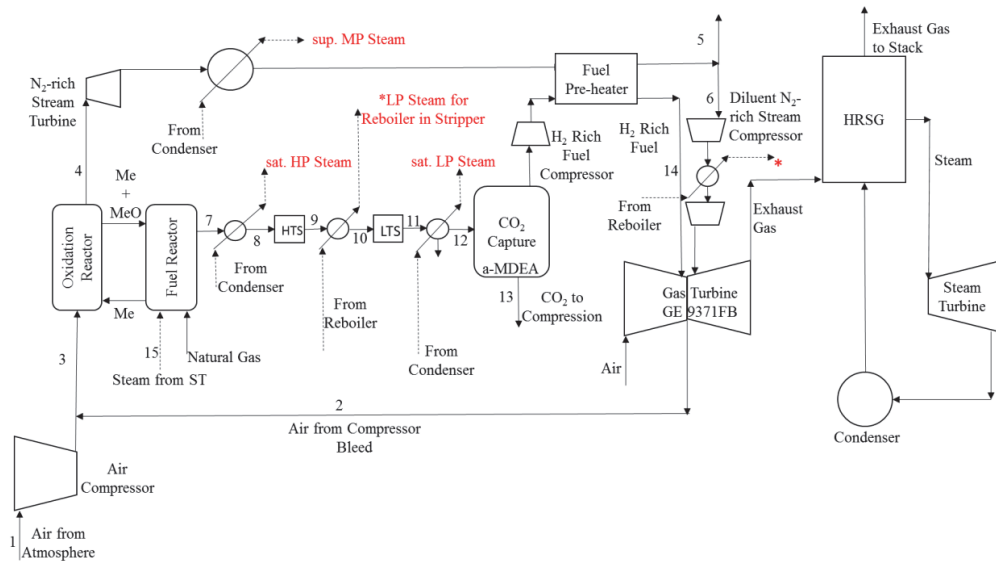 Exhaust Gas
to Stack
sup. MP Steam
5
N₂-rich
Stream
Turbine
Fuel
Pre-heater
*LP Steam for
Reboiler in Stripper
6
Diluent N₂-
rich Stream
Compressor
HRSG
From
Condenser
H₂ Rich
Fuel
Compressor
H₂ Rich
Fuel
sat. HP Steam
sat. LP Steam
4
Me
+
MeO
14
*
Steam
From
Reboiler
Exhaust
Gas
Oxidation
Reactor
Fuel Reactor
7
8
HTS
9
10
LTS
11
12
CO₂
Capture
a-MDEA
From
Condenser
Me
13
CO₂ to
Compression
Gas Turbine
GE 9371FB
Steam
Turbine
From
Reboiler
3
15
Natural Gas
Steam from ST
From
Condenser
Air
2
Air from Compressor
Bleed
Condenser
Air
Compressor
1
Air from
Atmosphere